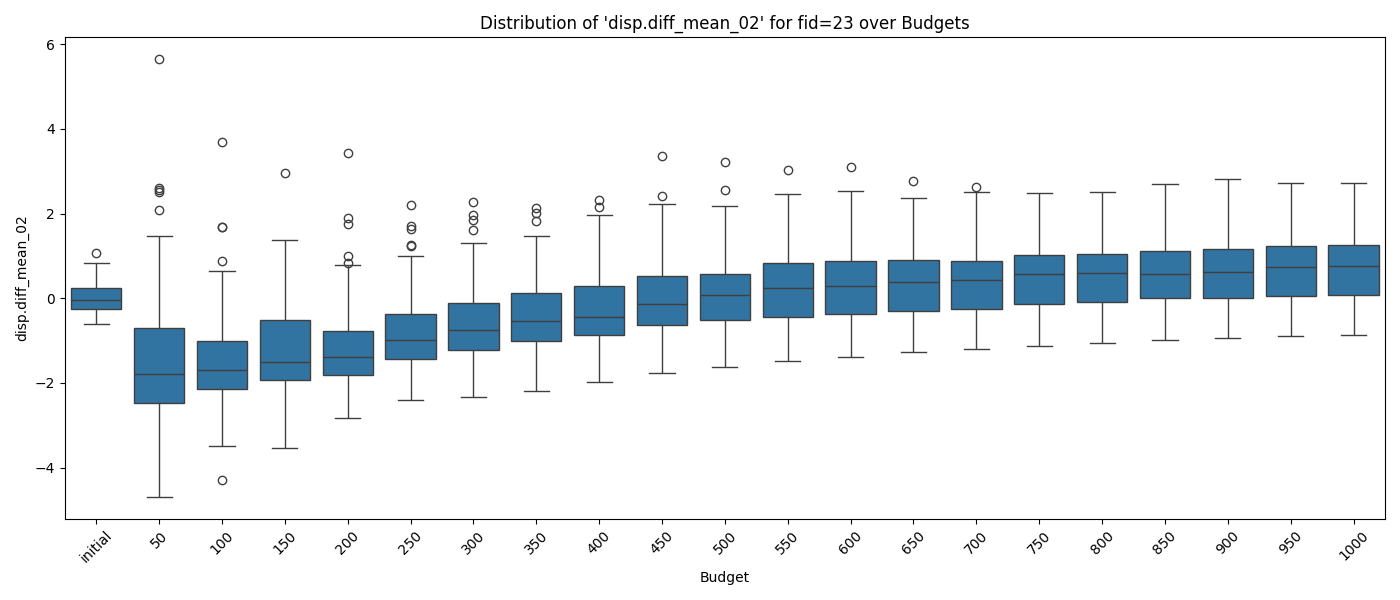 Distribution of 'disp.diff_mean_02' for fid=23 over Budgets
disp.diff_mean_02
6
4
2
0
−2
−4
initial 50 100 150 200 250 300 350 400 450 500 550 600 650 700 750 800 850 900 950 1000
Budget